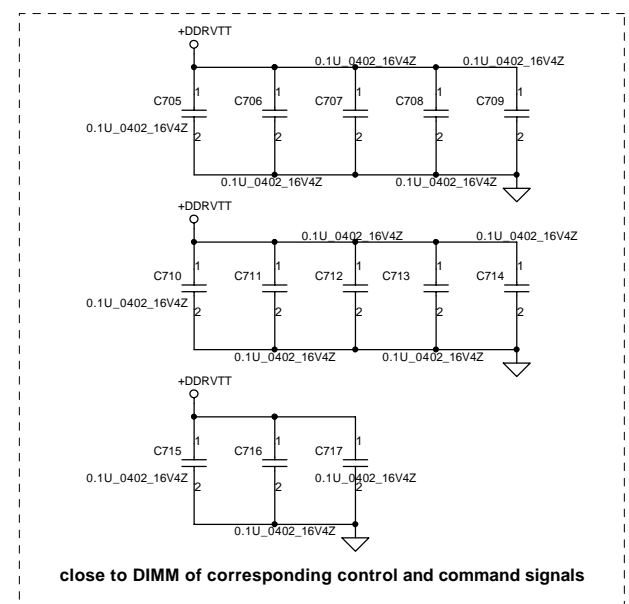 +DDRVTT
0.1U_0402_16V4Z 0.1U_0402_16V4Z
1 1 1 1 1
C705 C706 C707 C708 C709
0.1U_0402_16V4Z
2 2 2 2 2
0.1U_0402_16V4Z 0.1U_0402_16V4Z
+DDRVTT
0.1U_0402_16V4Z 0.1U_0402_16V4Z
1 1 1 1 1
C710 C711 C712 C713 C714
0.1U_0402_16V4Z
2 2 2 2 2
0.1U_0402_16V4Z 0.1U_0402_16V4Z
+DDRVTT
1 1 1
C715 C716 C717
0.1U_0402_16V4Z 0.1U_0402_16V4Z
2 2 2
0.1U_0402_16V4Z
close to DIMM of corresponding control and command signals